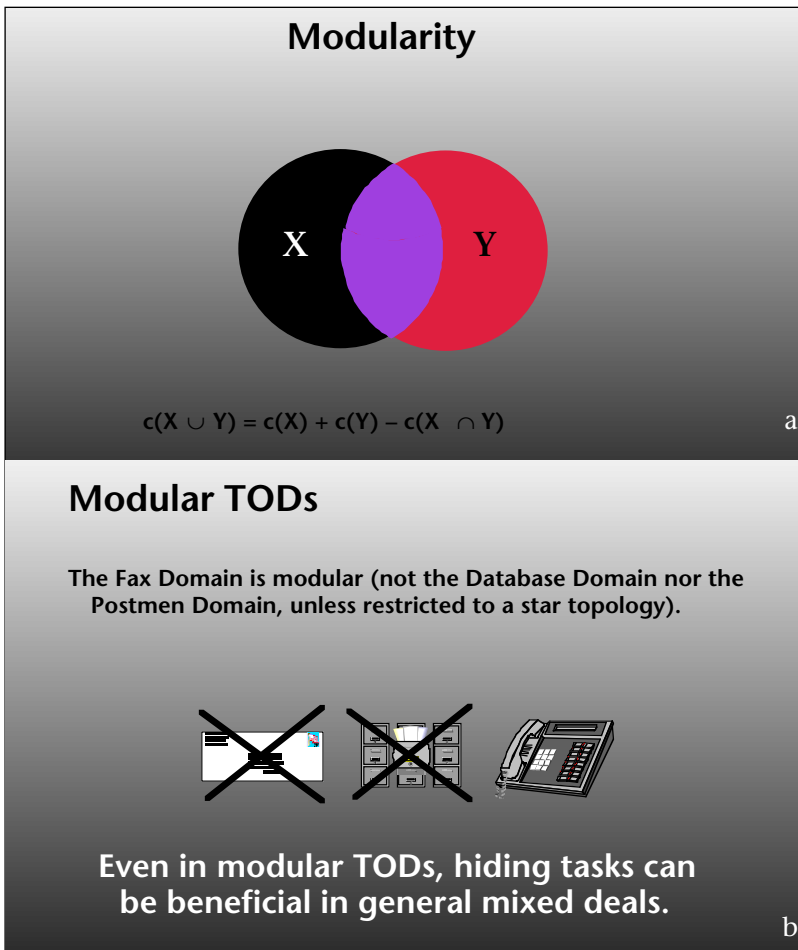 Modularity
X
Y
c(X ∪ Y) = c(X) + c(Y) – c(X ∩ Y)
a
Modular TODs
The Fax Domain is modular (not the Database Domain nor the
Postmen Domain, unless restricted to a star topology).
Even in modular TODs, hiding tasks can
be beneficial in general mixed deals.
b